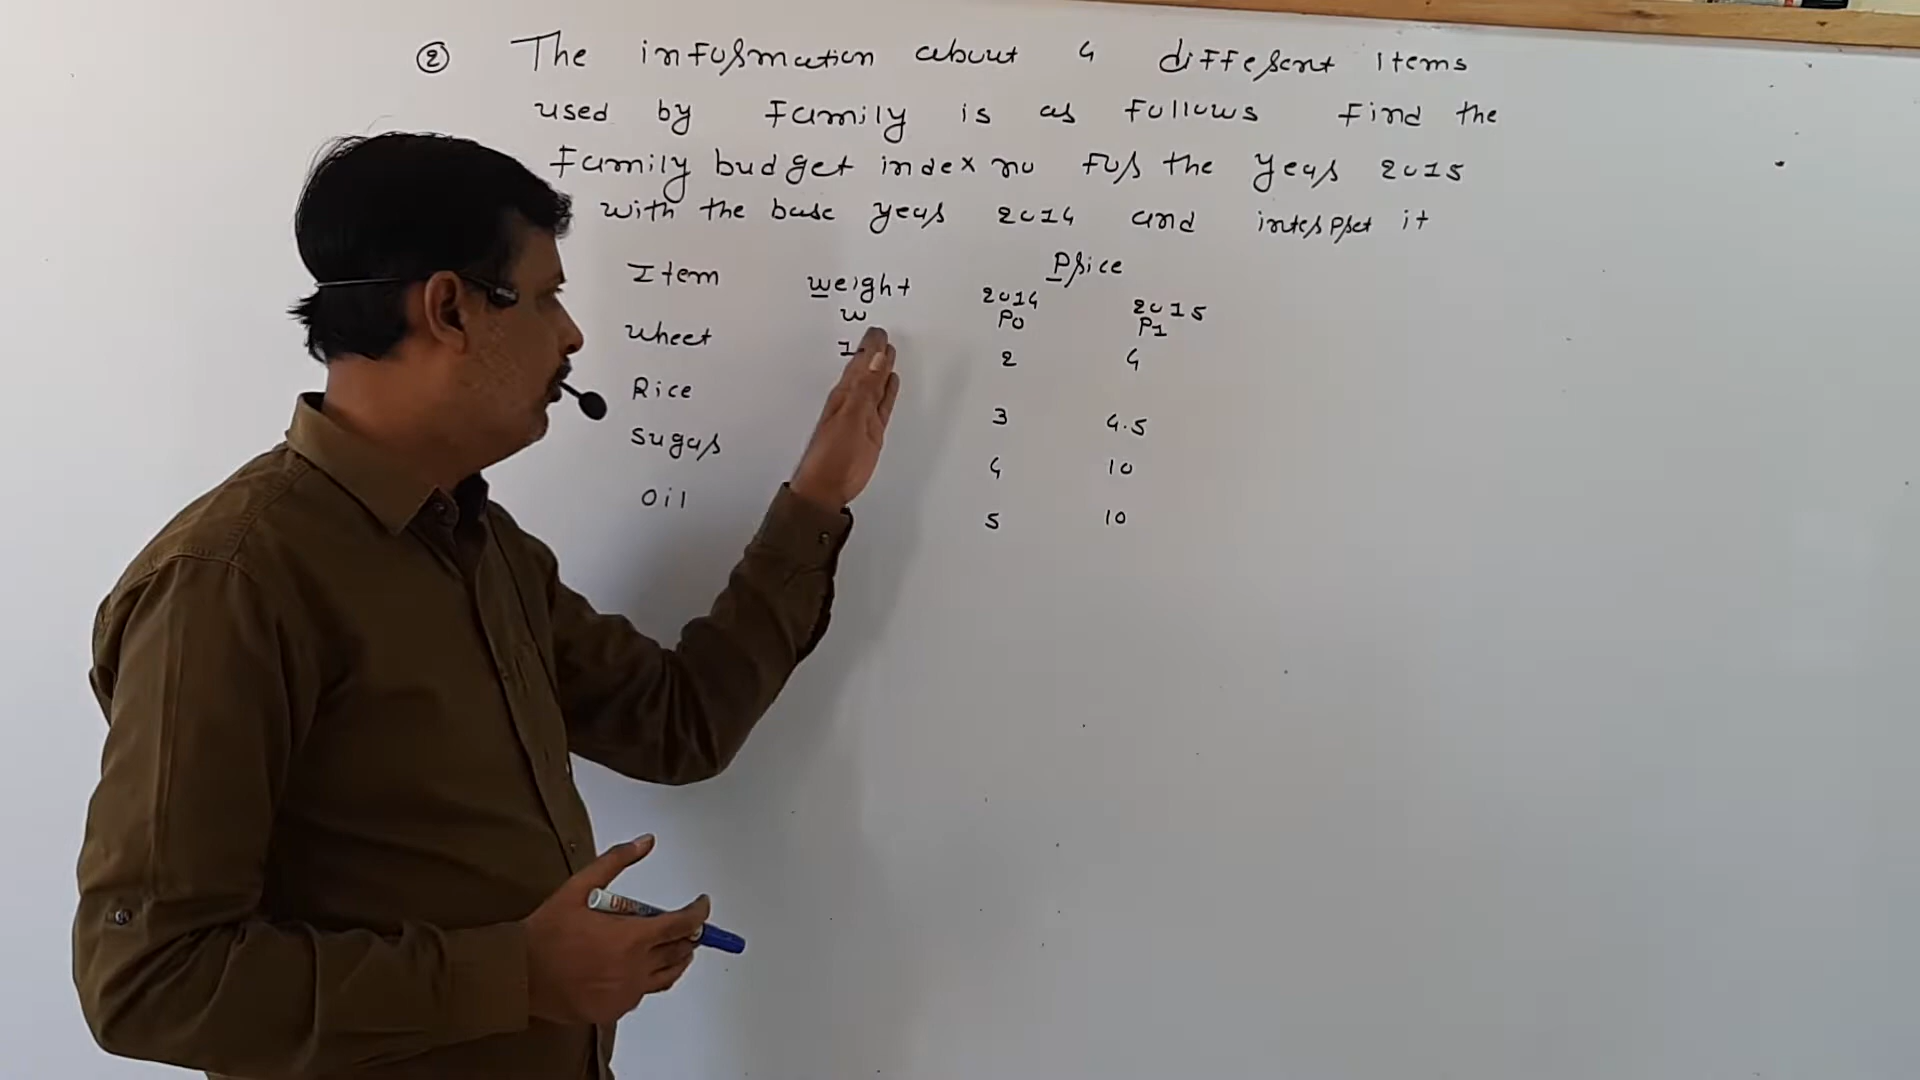 ② The information about 4 different items
used by family is as follows Find the
family budget index no for the year 2015
with the base year 2014 and interpret it
Item weight Price
w 2014 2015
P0 P1
wheet 1 2 4
Rice 3 4.5
Sugar 4 10
Oil 5 10